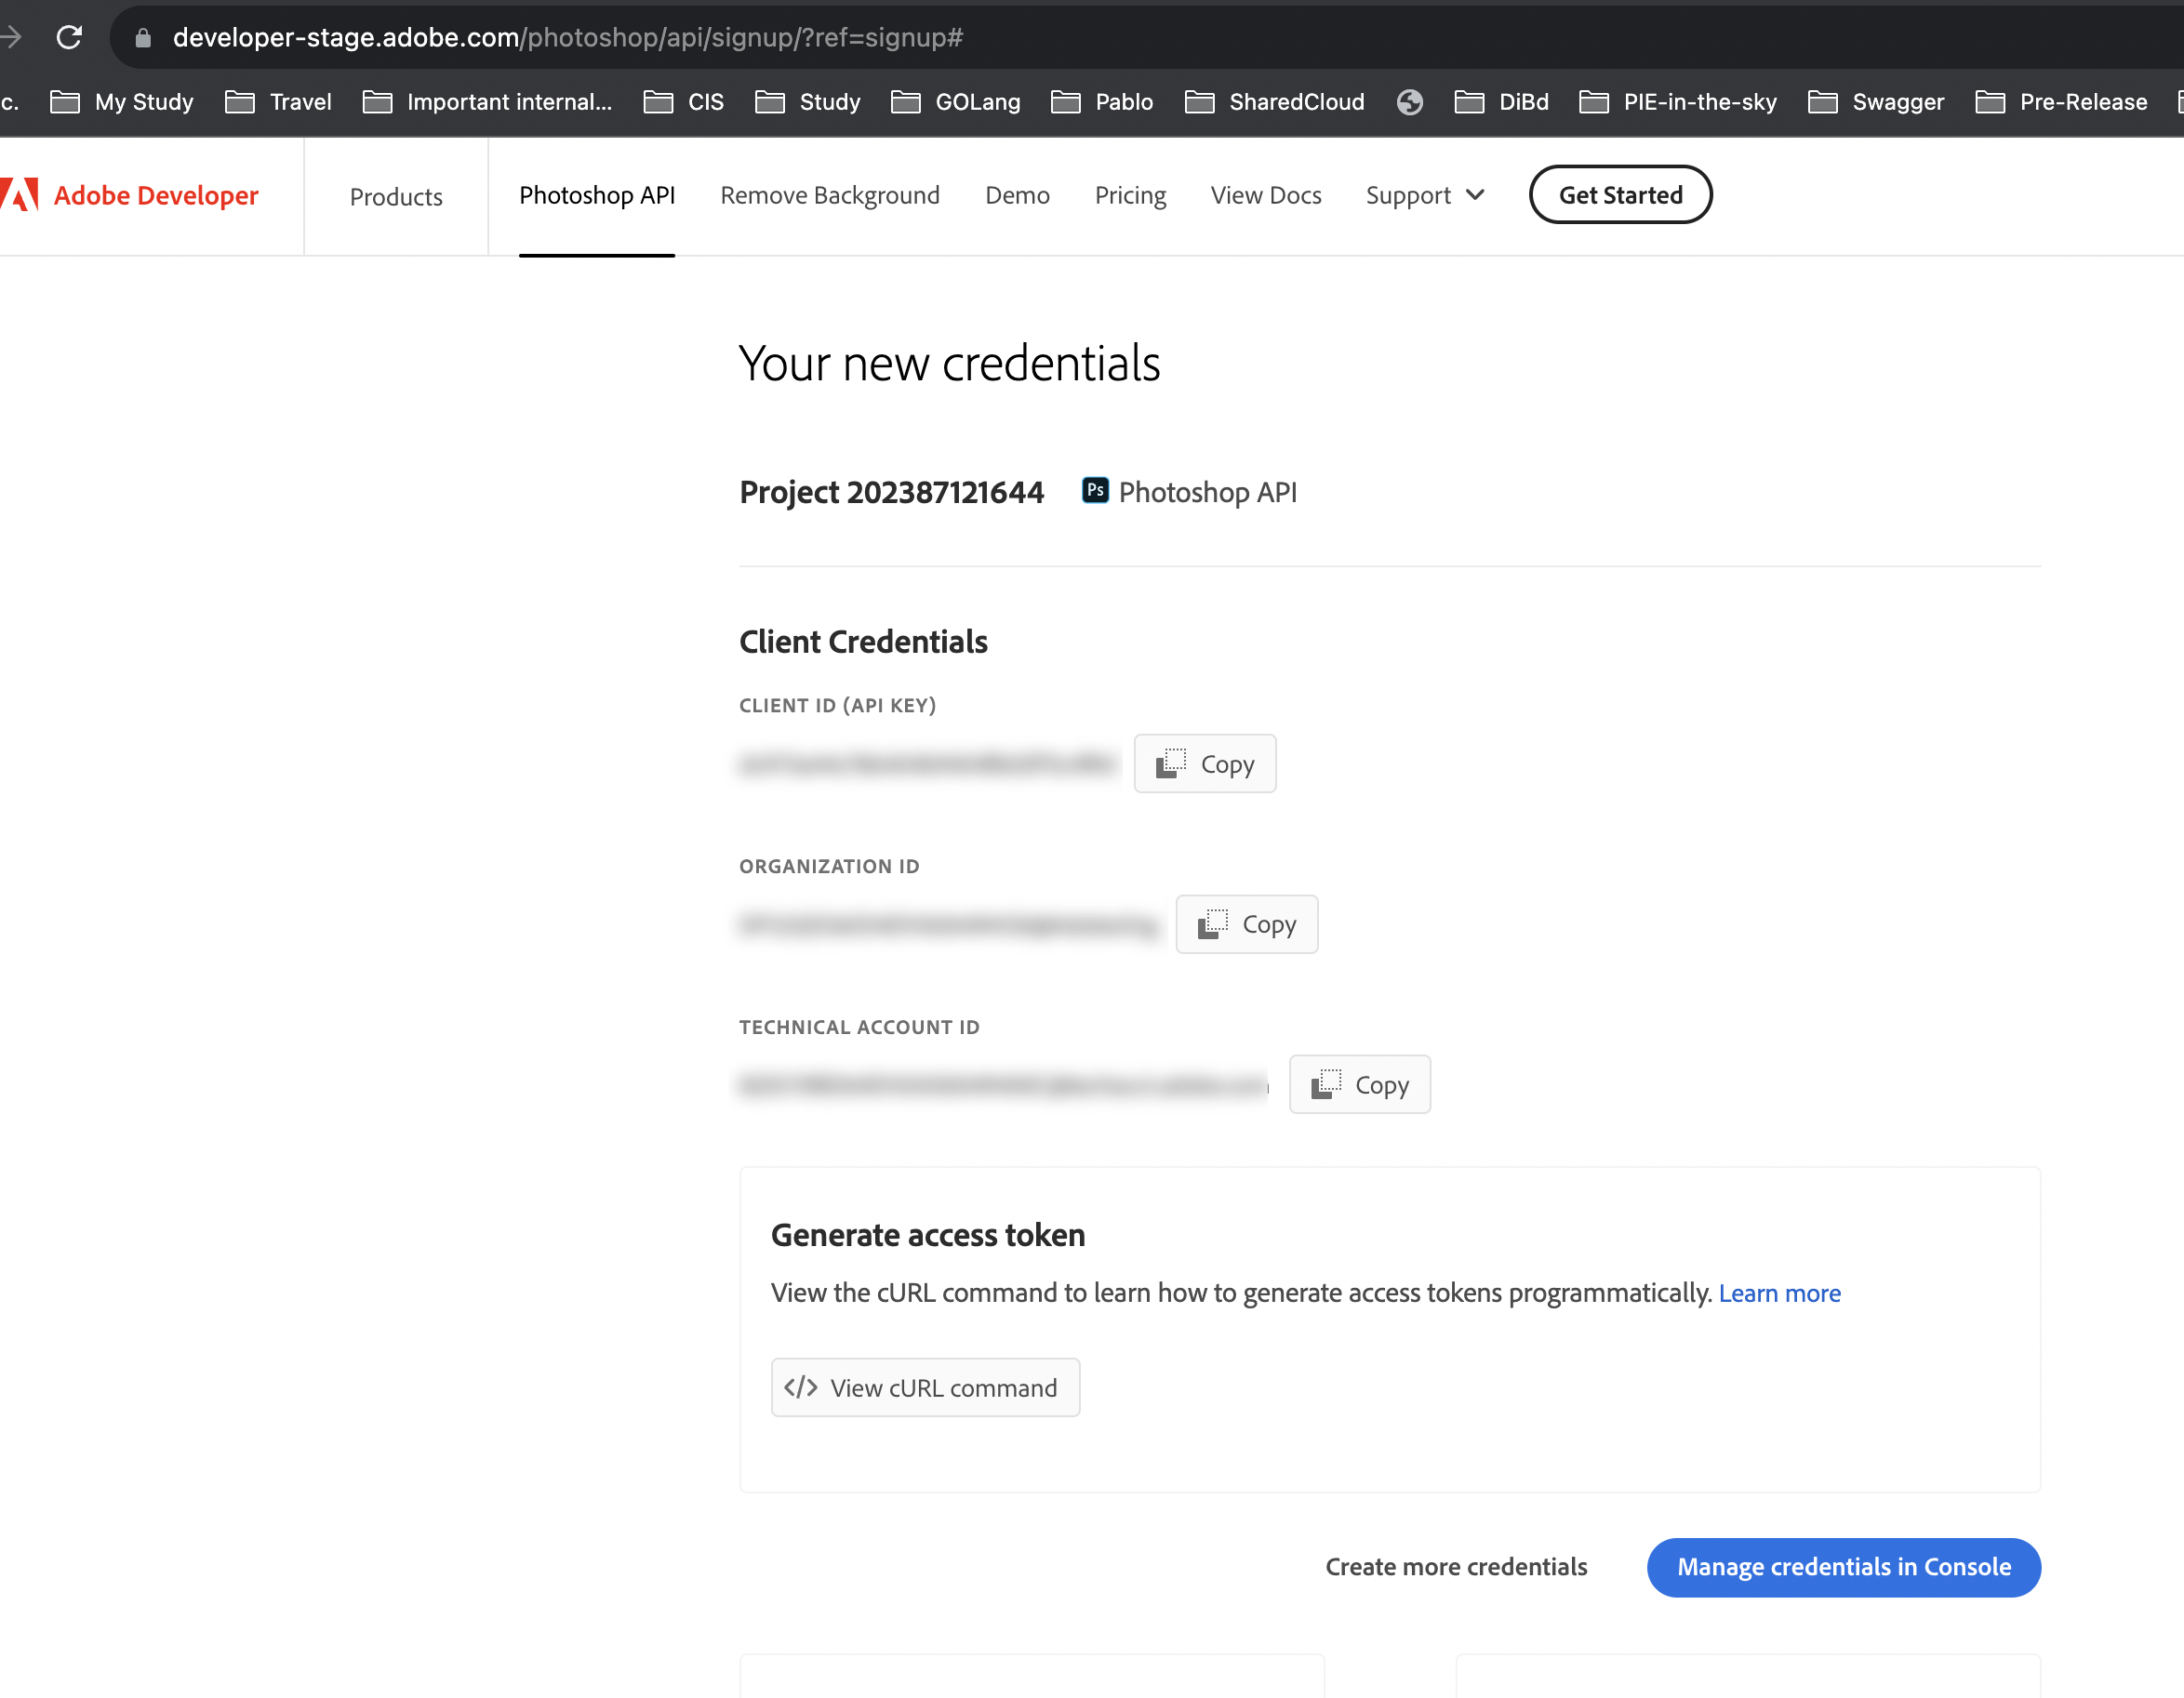 developer-stage.adobe.com/photoshop/api/signup/?ref=signup#
c. My Study Travel Important internal... CIS Study GOLang Pablo SharedCloud DiBd PIE-in-the-sky Swagger Pre-Release
Adobe Developer Products Photoshop API Remove Background Demo Pricing View Docs Support Get Started
Your new credentials
Project 202387121644 Ps Photoshop API
Client Credentials
CLIENT ID (API KEY)
Copy
ORGANIZATION ID
Copy
TECHNICAL ACCOUNT ID
Copy
Generate access token
View the cURL command to learn how to generate access tokens programmatically. Learn more
</> View cURL command
Create more credentials Manage credentials in Console